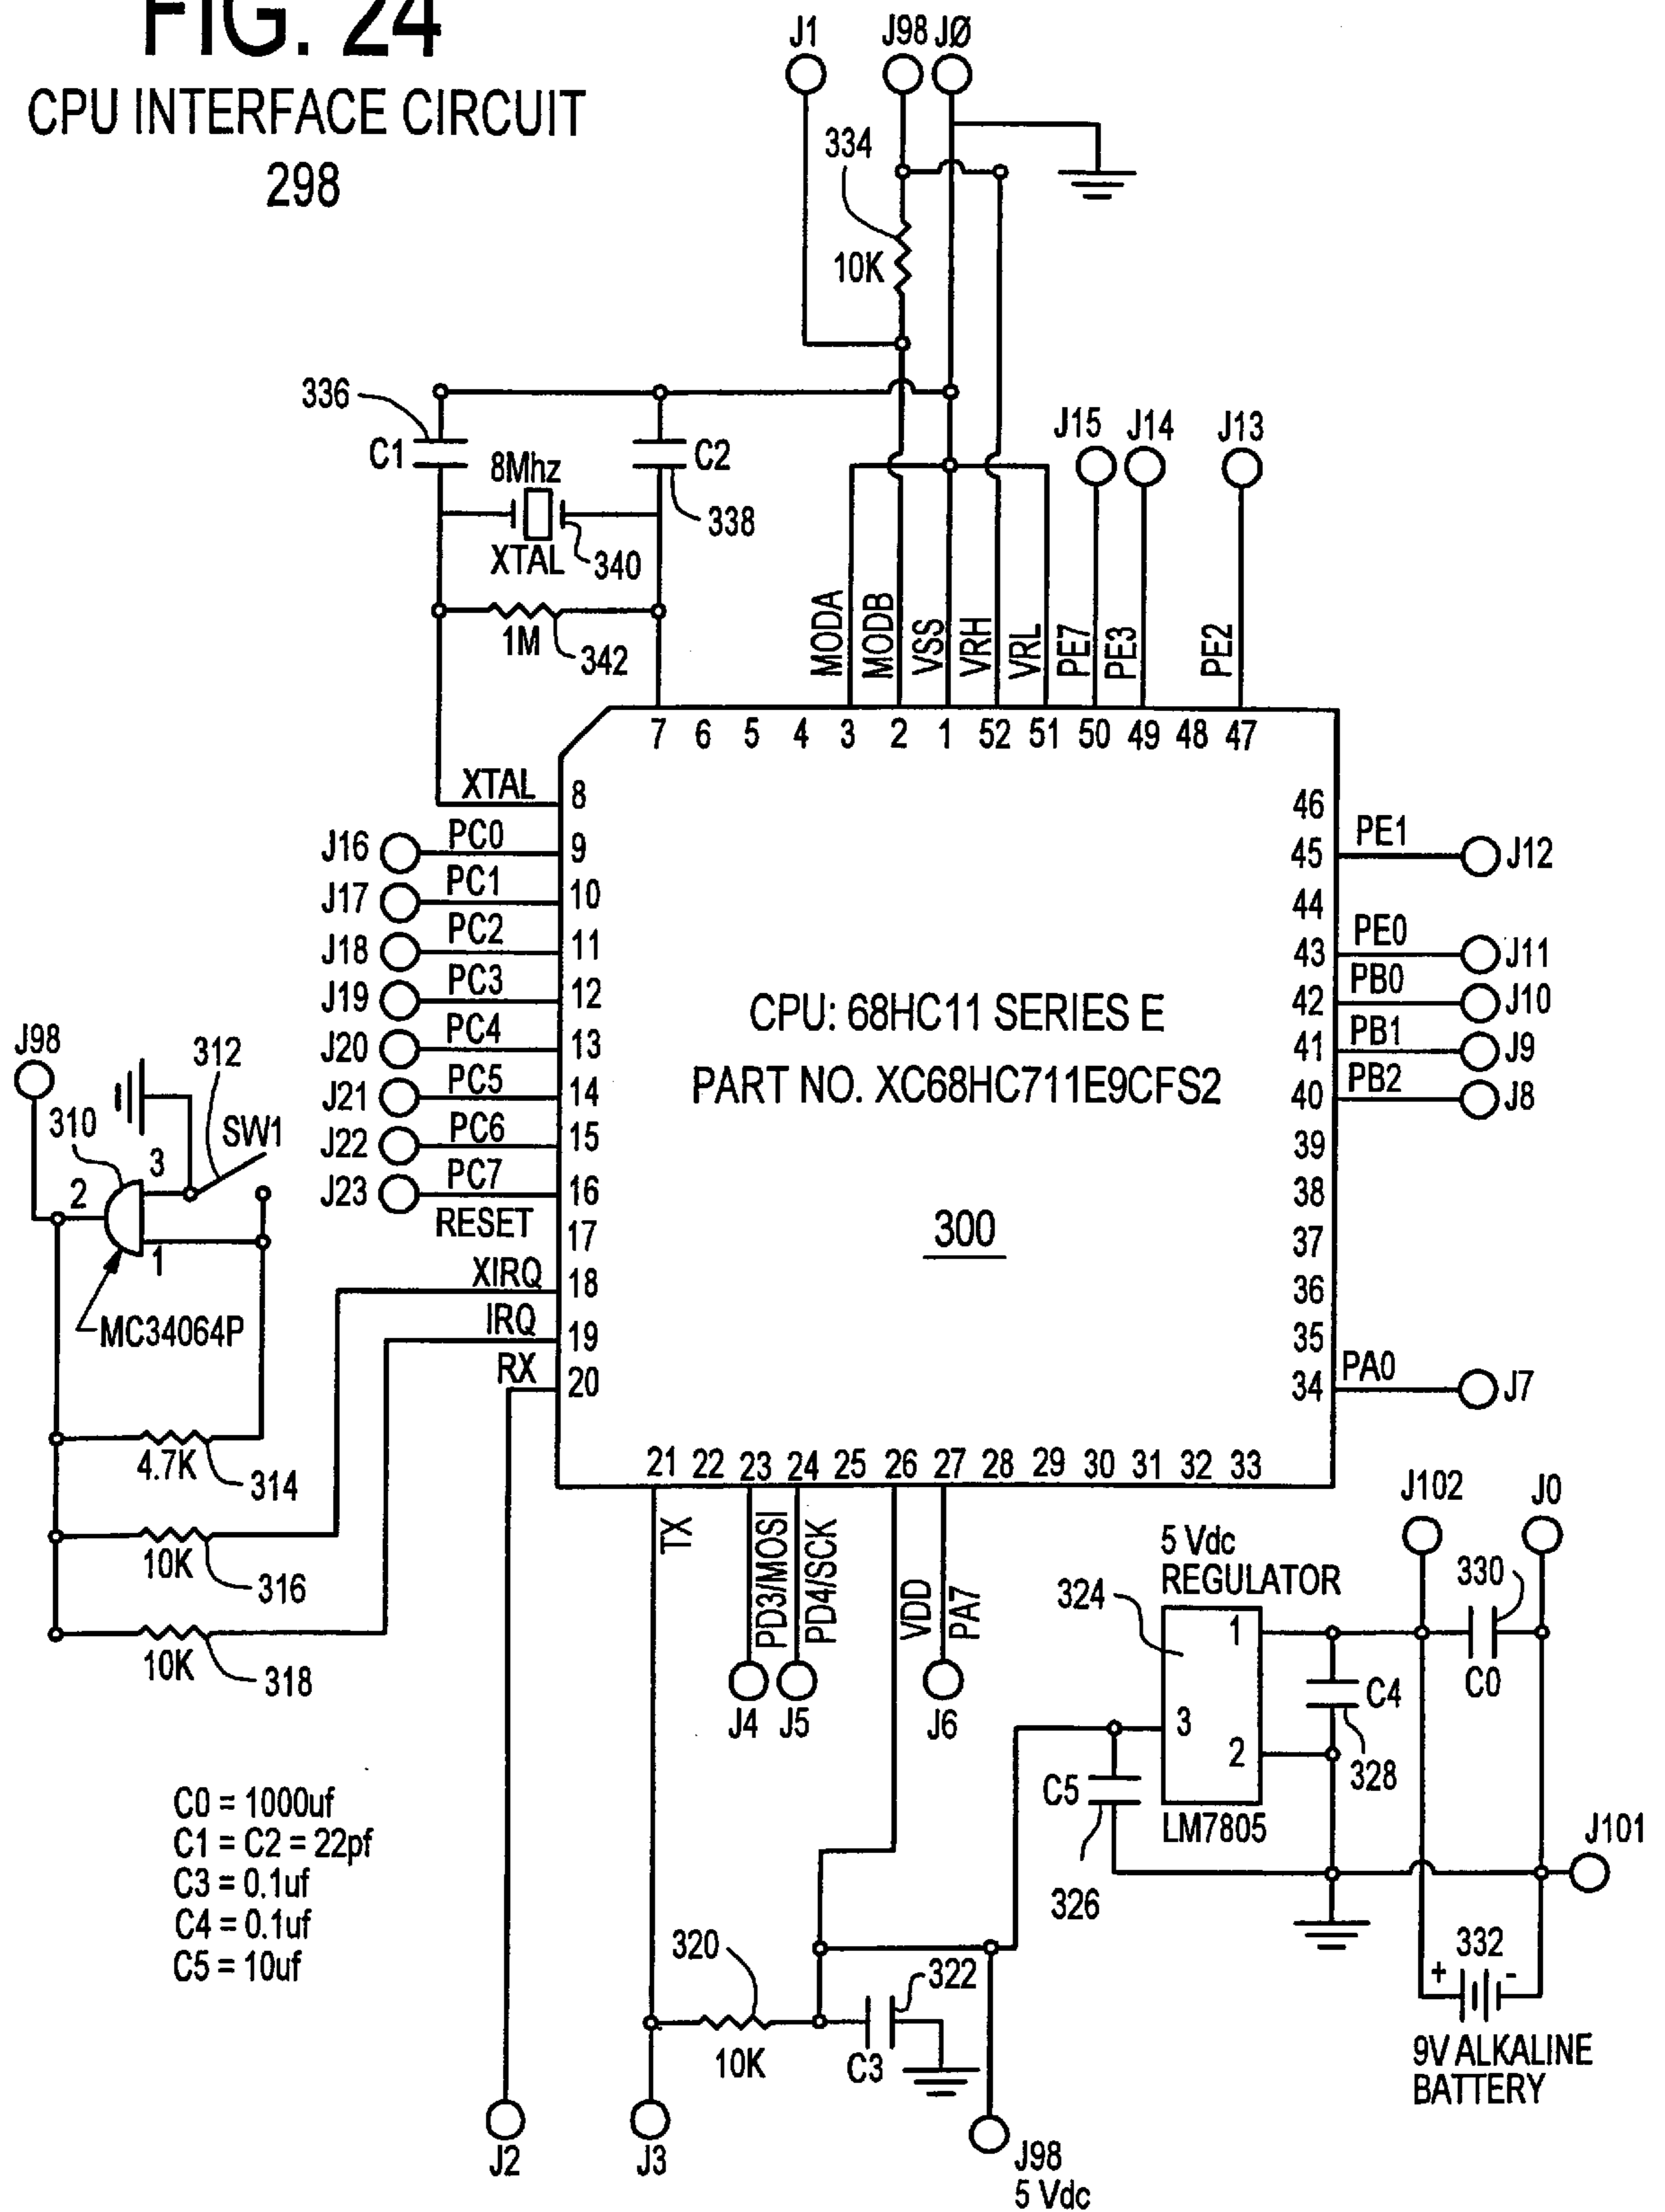 FIG. 24
CPU INTERFACE CIRCUIT
298
J1
J98
JØ
334
10K
336
C1
8Mhz
C2
338
XTAL
340
1M
342
J15
J14
J13
MODA
MODB
VSS
VRH
VRL
PE7
PE3
PE2
7 6 5 4 3 2 1 52 51 50 49 48 47
XTAL 8
J16 PC0 9
J17 PC1 10
J18 PC2 11
J19 PC3 12
J20 PC4 13
J21 PC5 14
J22 PC6 15
J23 PC7 16
RESET 17
XIRQ 18
IRQ 19
RX 20
46
45 PE1 J12
44
43 PE0 J11
42 PB0 J10
41 PB1 J9
40 PB2 J8
39
38
37
36
35
34 PA0 J7
CPU: 68HC11 SERIES E
PART NO. XC68HC711E9CFS2
300
J98
312
310
SW1
3
2
1
MC34064P
4.7K
314
10K
316
10K
318
21 22 23 24 25 26 27 28 29 30 31 32 33
TX
PD3/MOSI
PD4/SCK
VDD
PA7
J4
J5
J6
J102
J0
5 Vdc
REGULATOR
324
330
1
C0
C4
3
2
328
C5
LM7805
326
J101
332
+
-
9V ALKALINE
BATTERY
C0 = 1000uf
C1 = C2 = 22pf
C3 = 0.1uf
C4 = 0.1uf
C5 = 10uf
320
322
10K
C3
J2
J3
J98
5 Vdc